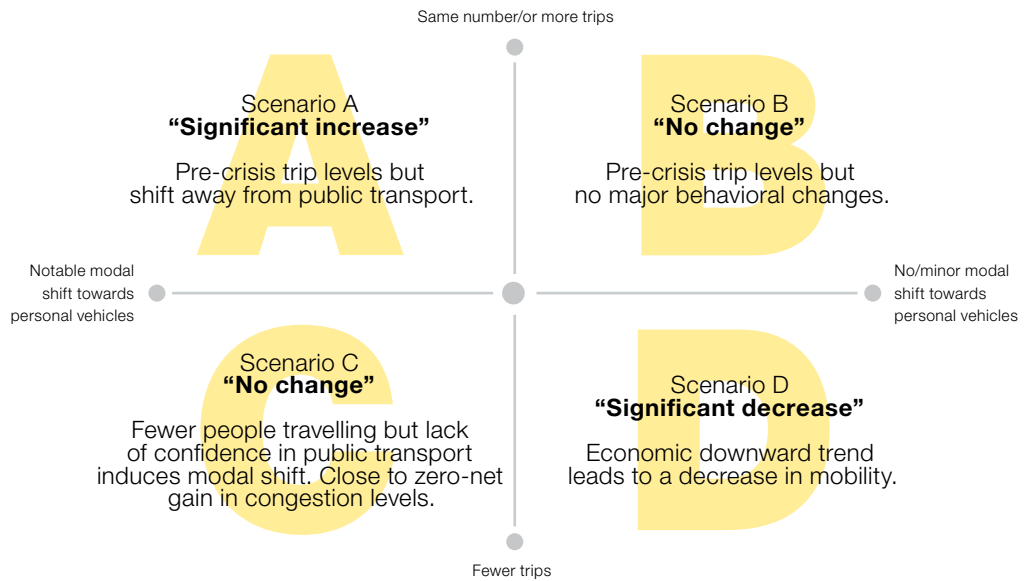 Same number/or more trips
A
Scenario A
“Significant increase”
Pre-crisis trip levels but
shift away from public transport.
B
Scenario B
“No change”
Pre-crisis trip levels but
no major behavioral changes.
Notable modal
shift towards
personal vehicles
No/minor modal
shift towards
personal vehicles
C
Scenario C
“No change”
Fewer people travelling but lack
of confidence in public transport
induces modal shift. Close to zero-net
gain in congestion levels.
D
Scenario D
“Significant decrease”
Economic downward trend
leads to a decrease in mobility.
Fewer trips